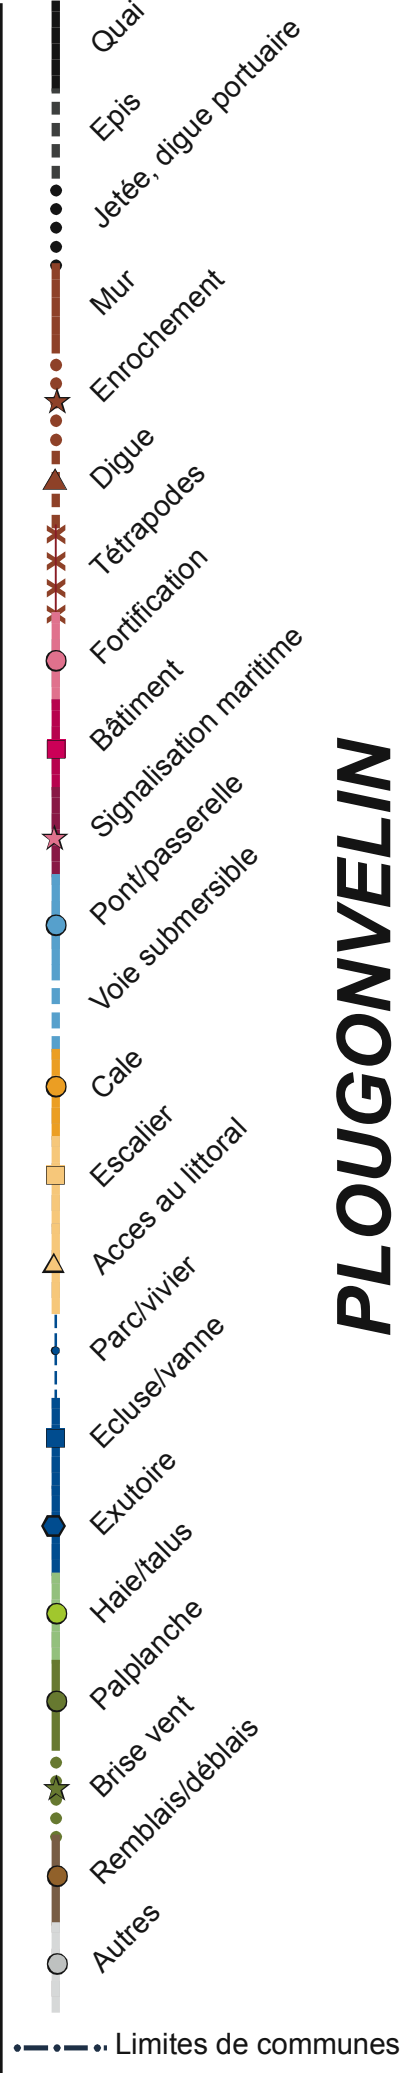 Quai
Epis
Jetée, digue portuaire
Mur
Enrochement
Digue
Tétrapodes
Fortification
Bâtiment
Signalisation maritime
Pont/passerelle
Voie submersible
Cale
Escalier
Acces au littoral
Parc/vivier
Ecluse/vanne
Exutoire
Haie/talus
Palplanche
Brise vent
Remblais/déblais
Autres
Limites de communes
PLOUGONVELIN